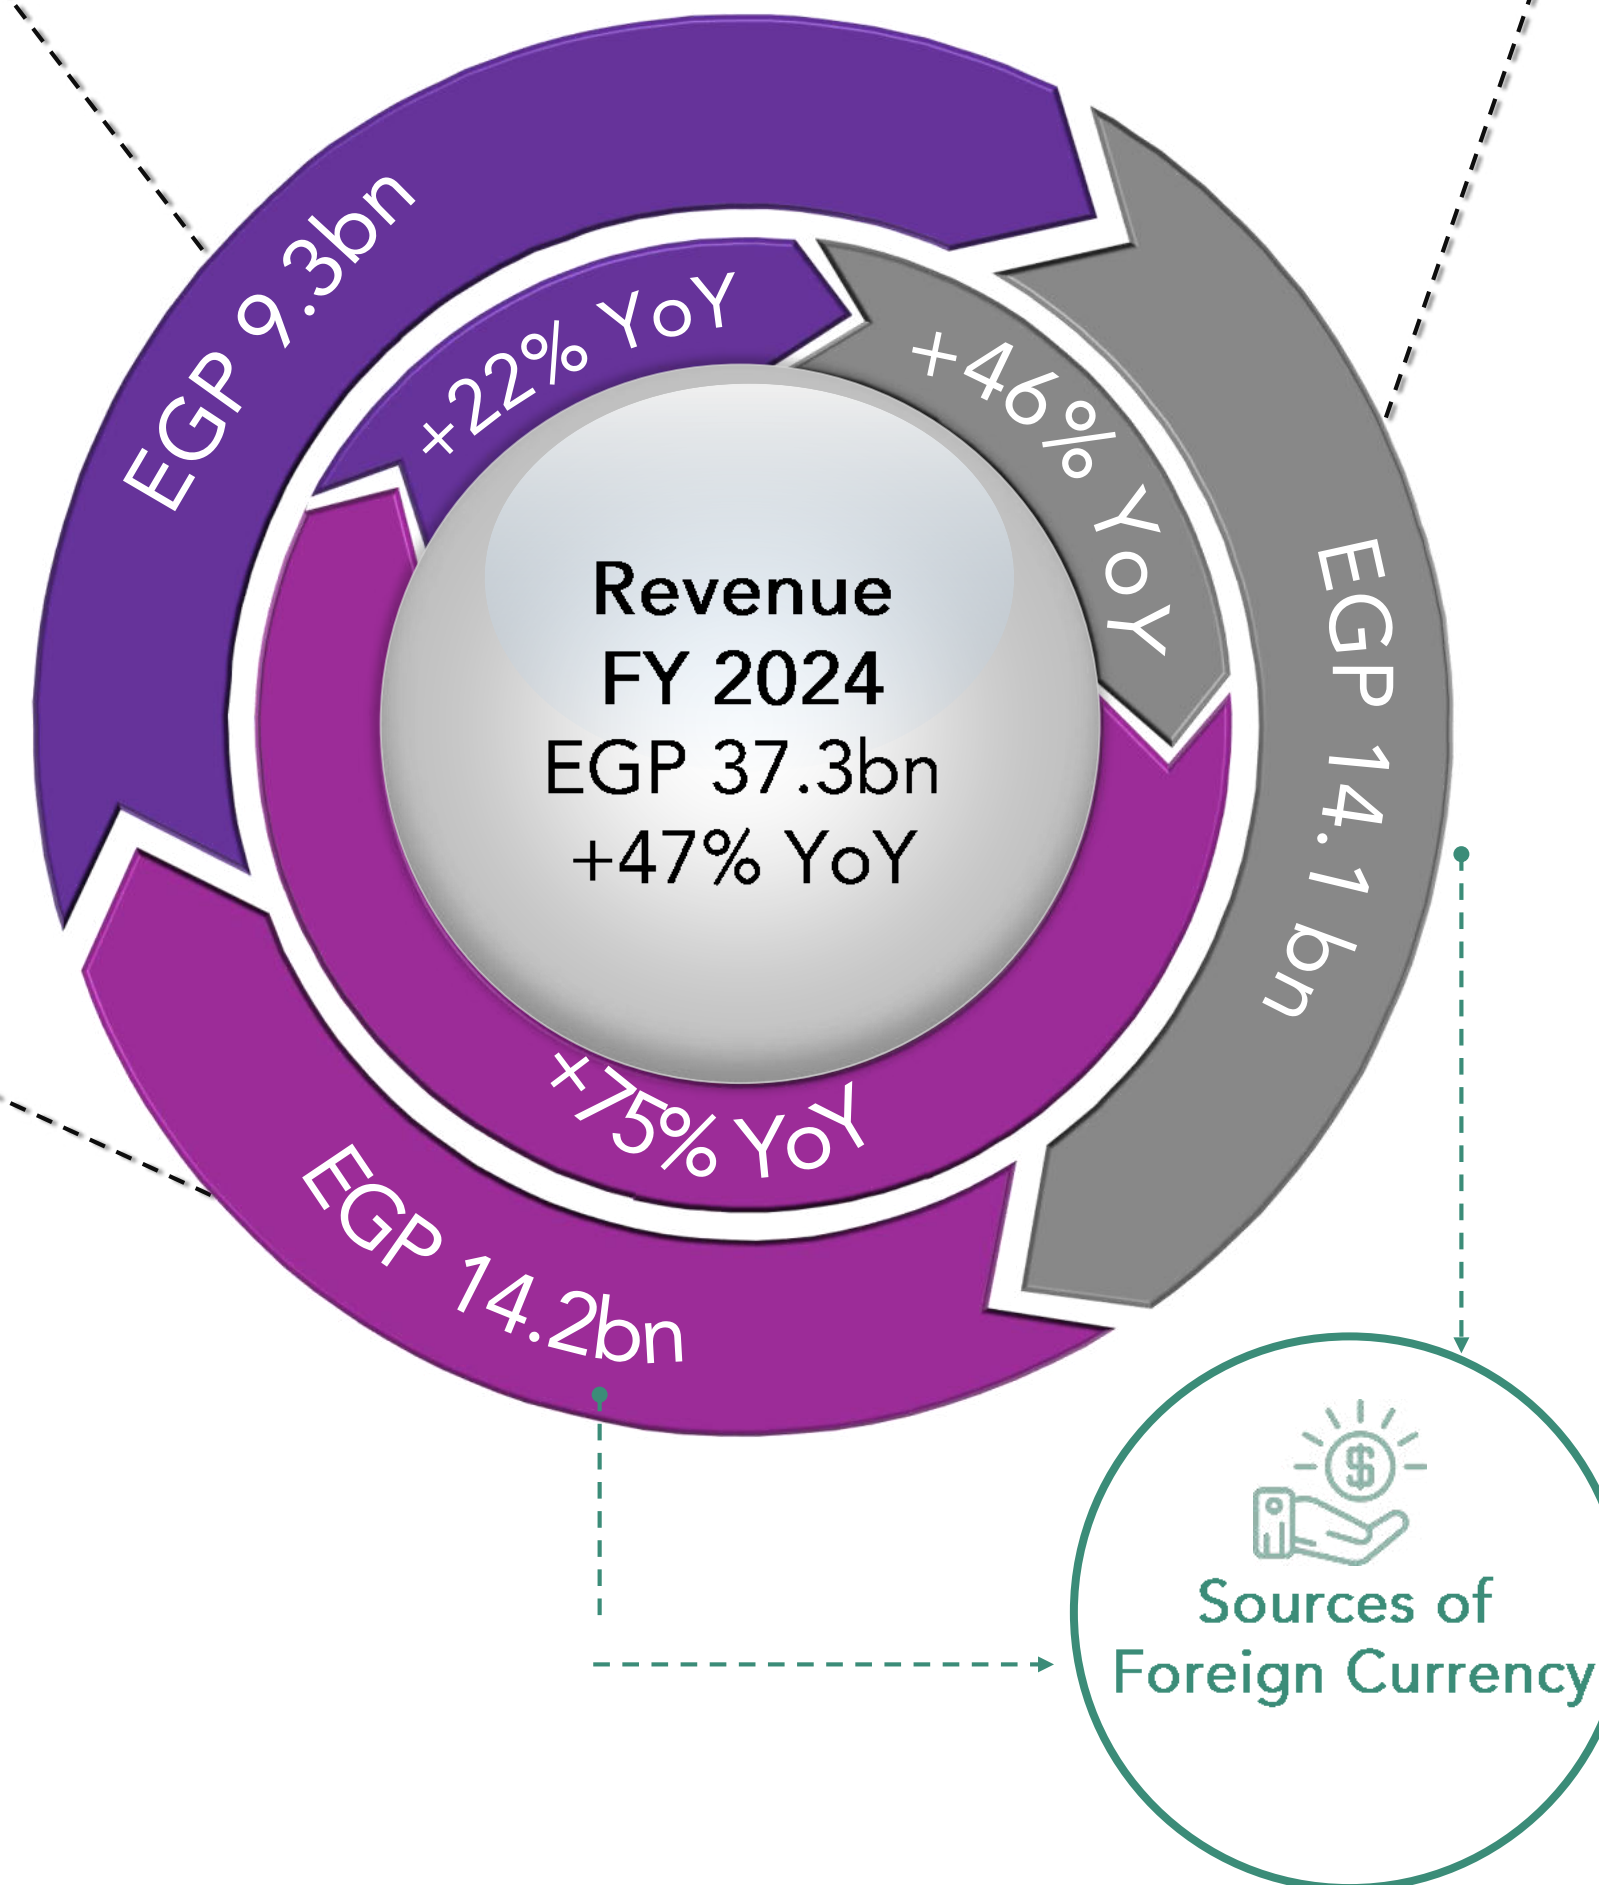 EGP 9.3bn
+22% YoY
+46% YoY
EGP 14.1 bn
Revenue
FY 2024
EGP 37.3bn
+47% YoY
+75% YoY
EGP 14.2bn
$
Sources of
Foreign Currency